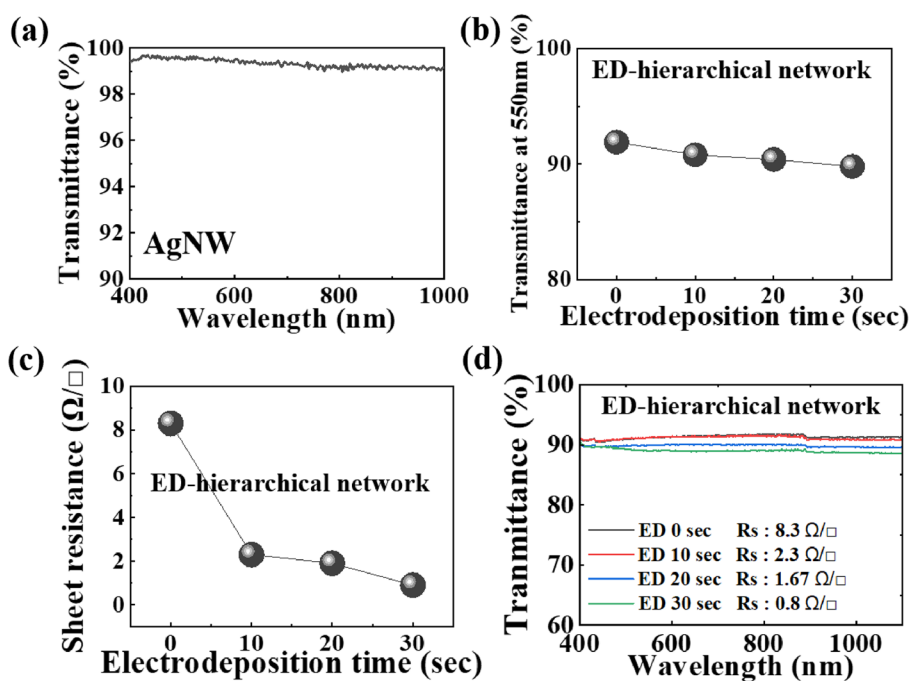 (a)
Transmittance (%)
100
98
96
94
92
90
AgNW
400
600
800
1000
Wavelength (nm)
(b)
Transmittance at 550nm (%)
100
90
80
ED-hierarchical network
0
10
20
30
Electrodeposition time (sec)
(c)
Sheet resistance (Ω/□)
10
8
6
4
2
0
ED-hierarchical network
0
10
20
30
Electrodeposition time (sec)
(d)
Tranmittance (%)
100
90
80
70
60
ED-hierarchical network
ED 0 sec Rs : 8.3 Ω/□
ED 10 sec Rs : 2.3 Ω/□
ED 20 sec Rs : 1.67 Ω/□
ED 30 sec Rs : 0.8 Ω/□
400
600
800
1000
Wavelength (nm)